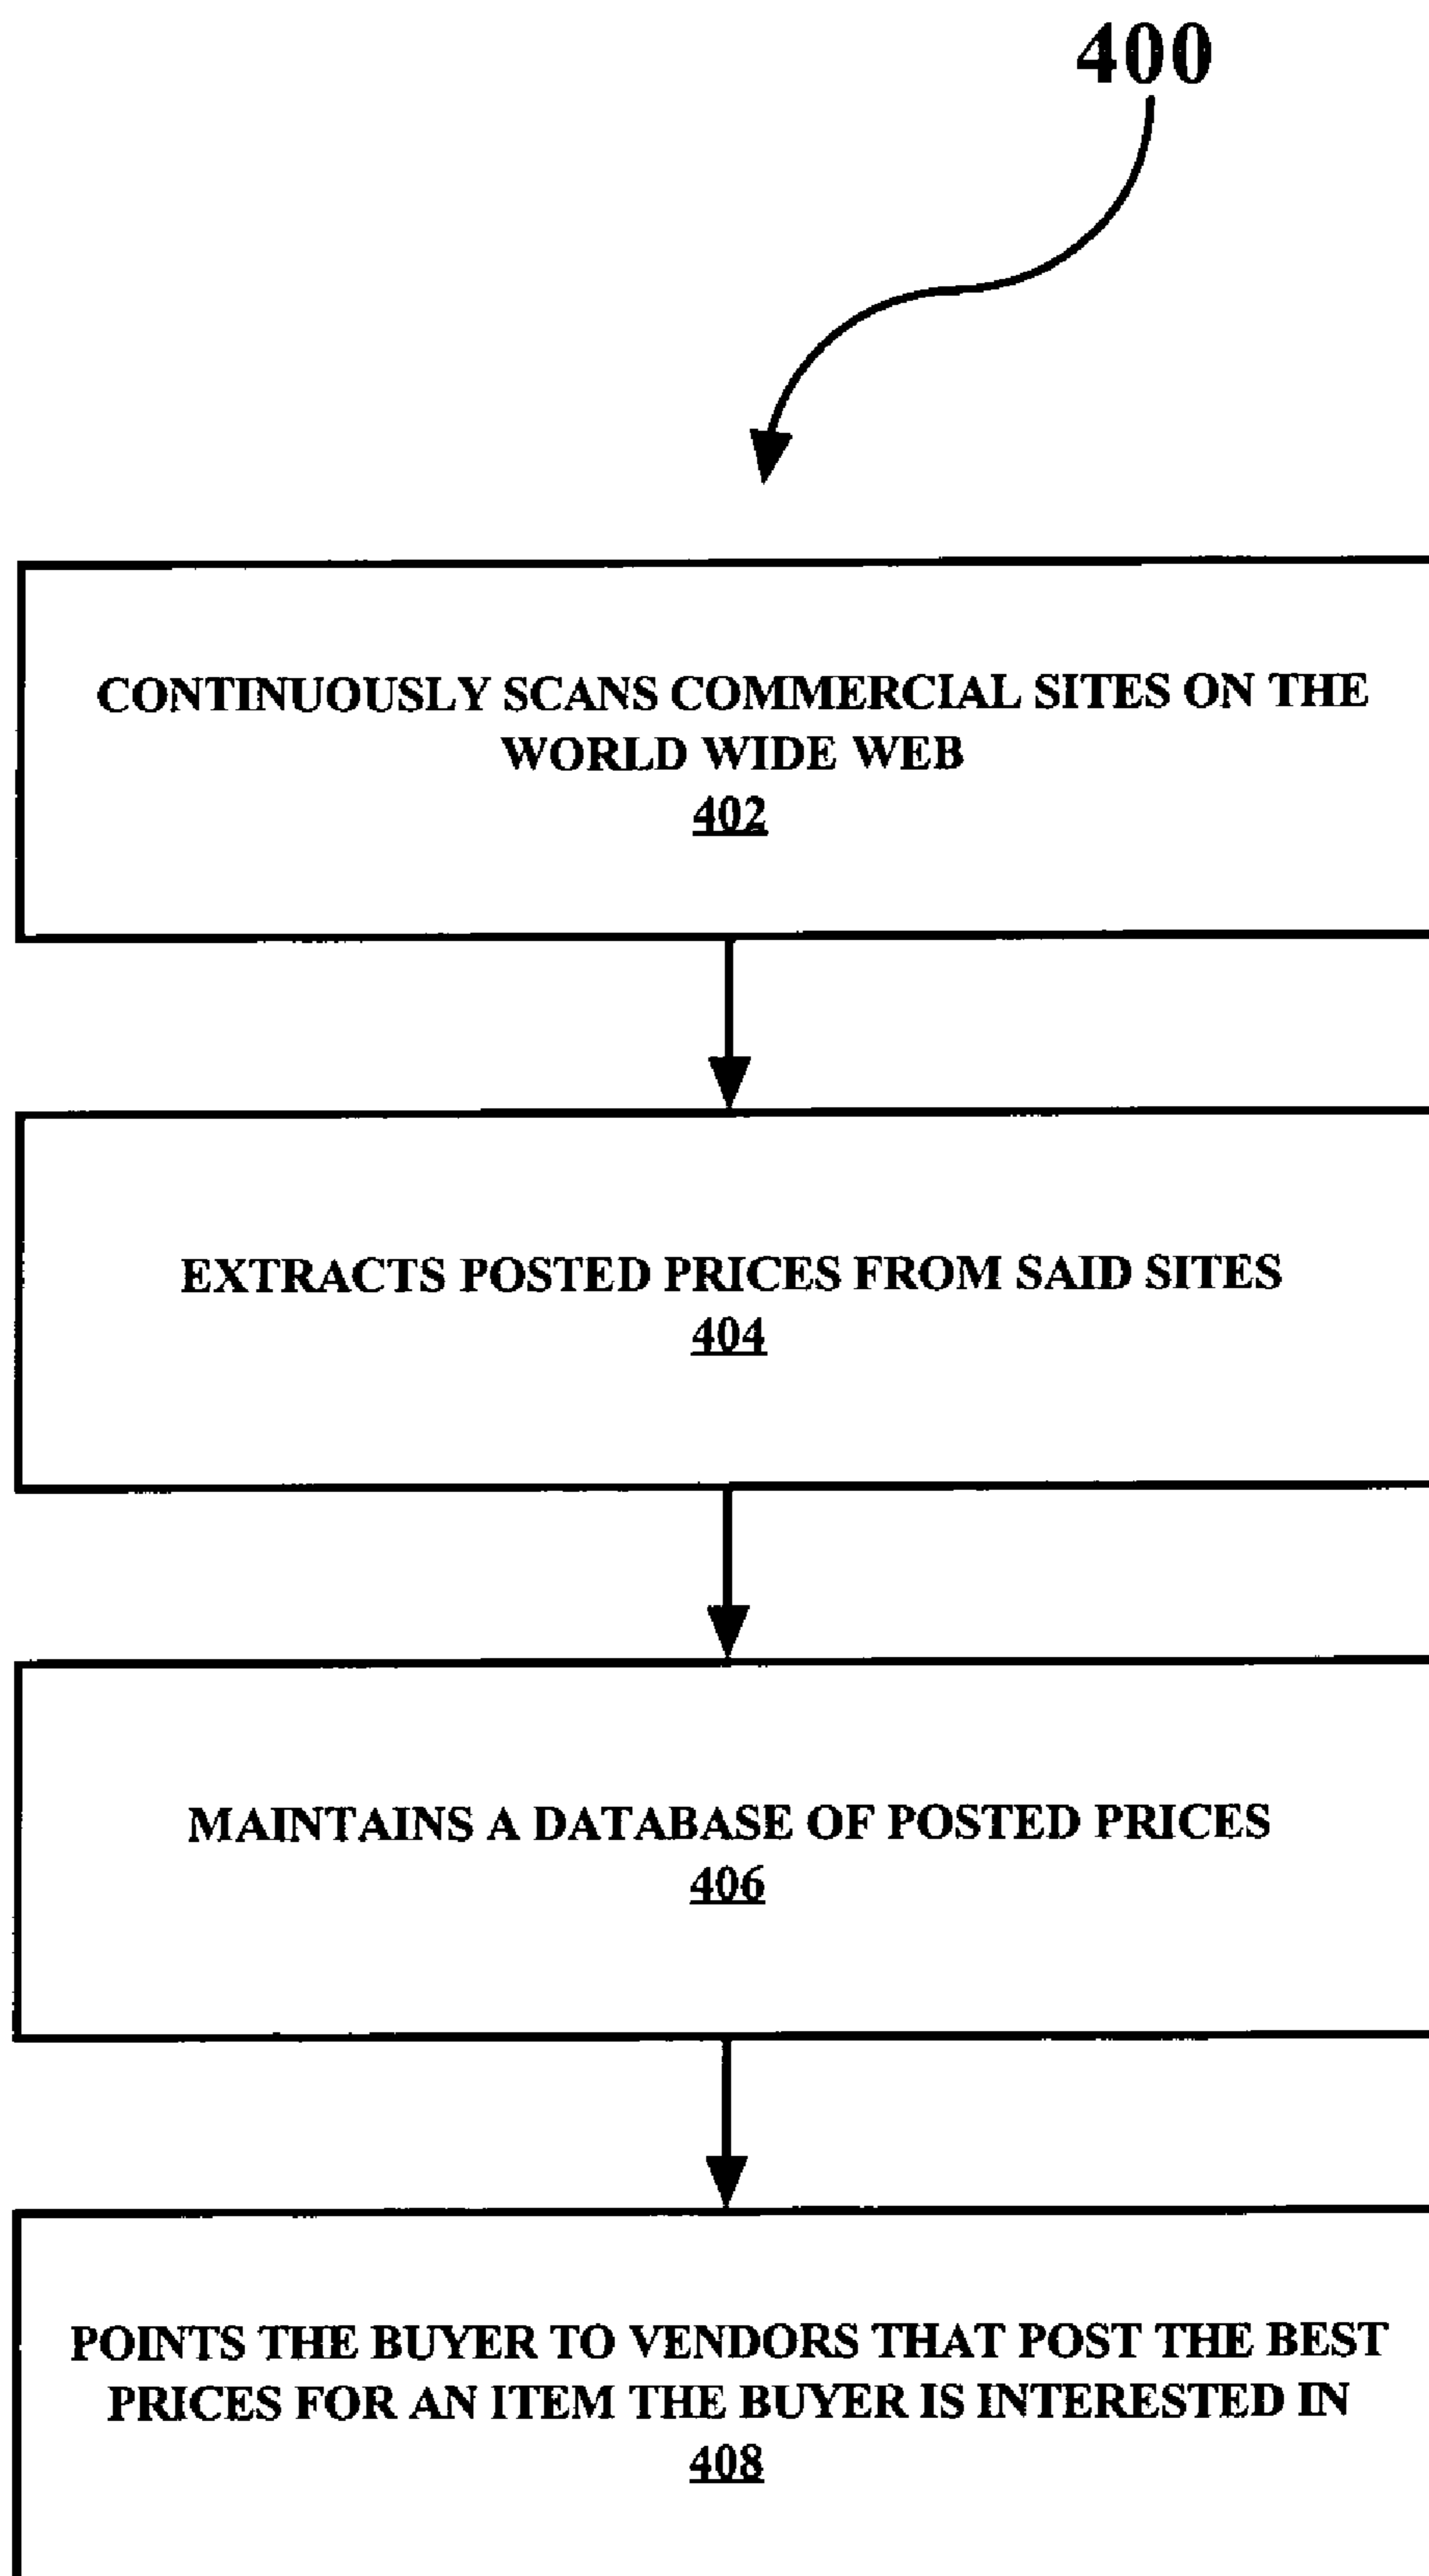 400
CONTINUOUSLY SCANS COMMERCIAL SITES ON THE
WORLD WIDE WEB
402
EXTRACTS POSTED PRICES FROM SAID SITES
404
MAINTAINS A DATABASE OF POSTED PRICES
406
POINTS THE BUYER TO VENDORS THAT POST THE BEST
PRICES FOR AN ITEM THE BUYER IS INTERESTED IN
408